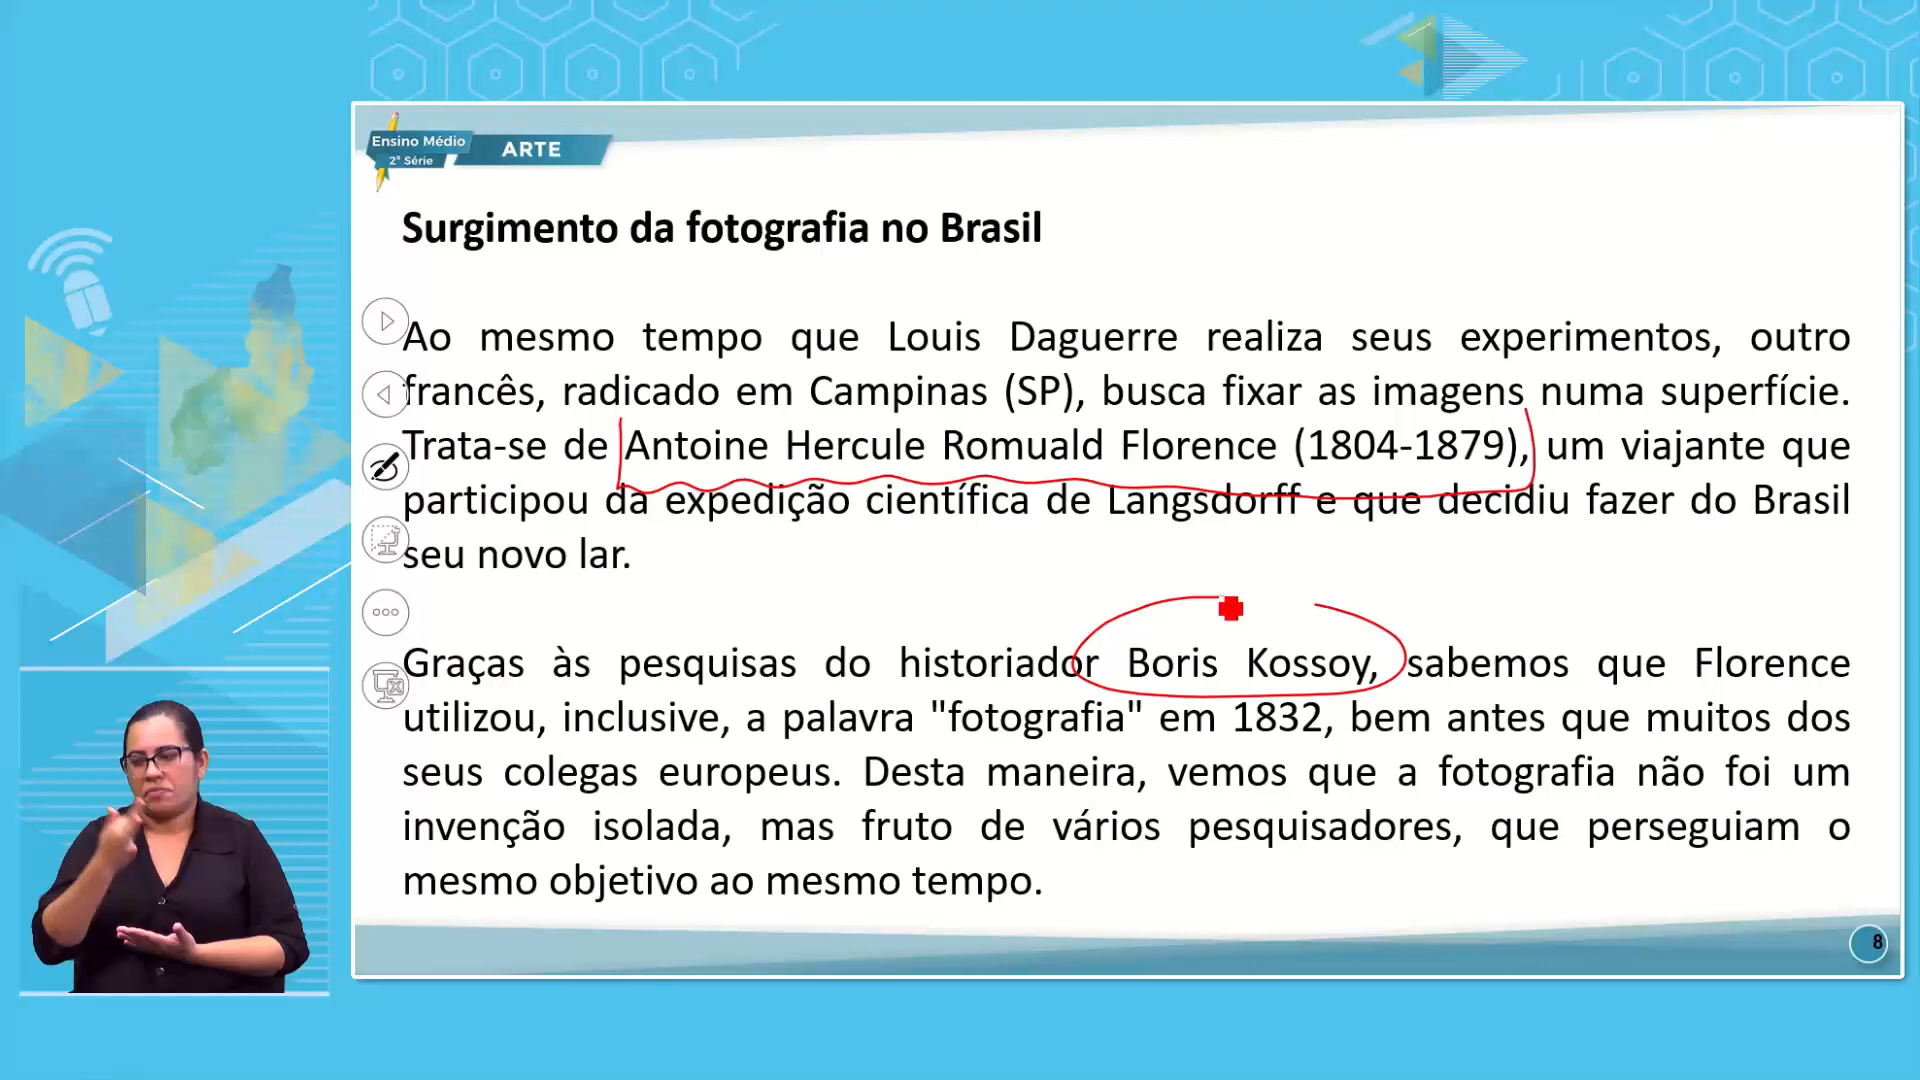 Ensino Médio
2ª Série
ARTE
Surgimento da fotografia no Brasil
Ao mesmo tempo que Louis Daguerre realiza seus experimentos, outro
francês, radicado em Campinas (SP), busca fixar as imagens numa superfície.
Trata-se de Antoine Hercule Romuald Florence (1804-1879), um viajante que
participou da expedição científica de Langsdorff e que decidiu fazer do Brasil
seu novo lar.
Graças às pesquisas do historiador Boris Kossoy, sabemos que Florence
utilizou, inclusive, a palavra "fotografia" em 1832, bem antes que muitos dos
seus colegas europeus. Desta maneira, vemos que a fotografia não foi um
invenção isolada, mas fruto de vários pesquisadores, que perseguiam o
mesmo objetivo ao mesmo tempo.
8